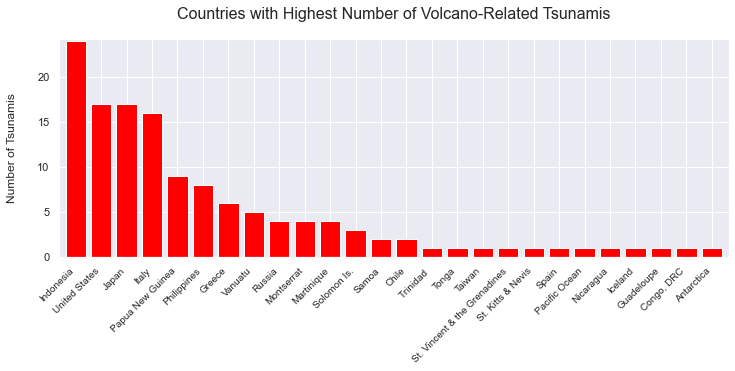 Countries with Highest Number of Volcano-Related Tsunamis
Number of Tsunamis
20
15
10
5
0
Indonesia
United States
Japan
Italy
Papua New Guinea
Philippines
Greece
Vanuatu
Russia
Montserrat
Martinique
Solomon Is.
Samoa
Chile
Trinidad
Tonga
Taiwan
St. Vincent & the Grenadines
St. Kitts & Nevis
Spain
Pacific Ocean
Nicaragua
Iceland
Guadeloupe
Congo, DRC
Antarctica